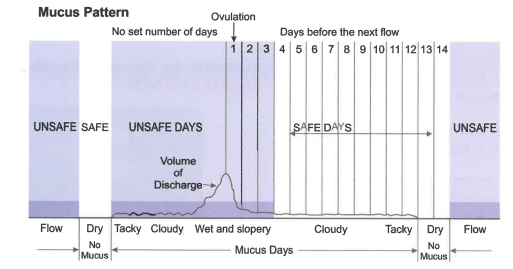 Mucus Pattern
Ovulation
No set number of days
Days before the next flow
1 2 3 4 5 6 7 8 9 10 11 12 13 14
UNSAFE SAFE UNSAFE DAYS SAFE DAYS UNSAFE
Volume
of
Discharge
Flow Dry Tacky Cloudy Wet and slopery Cloudy Tacky Dry Flow
No
Mucus
Mucus Days
No
Mucus